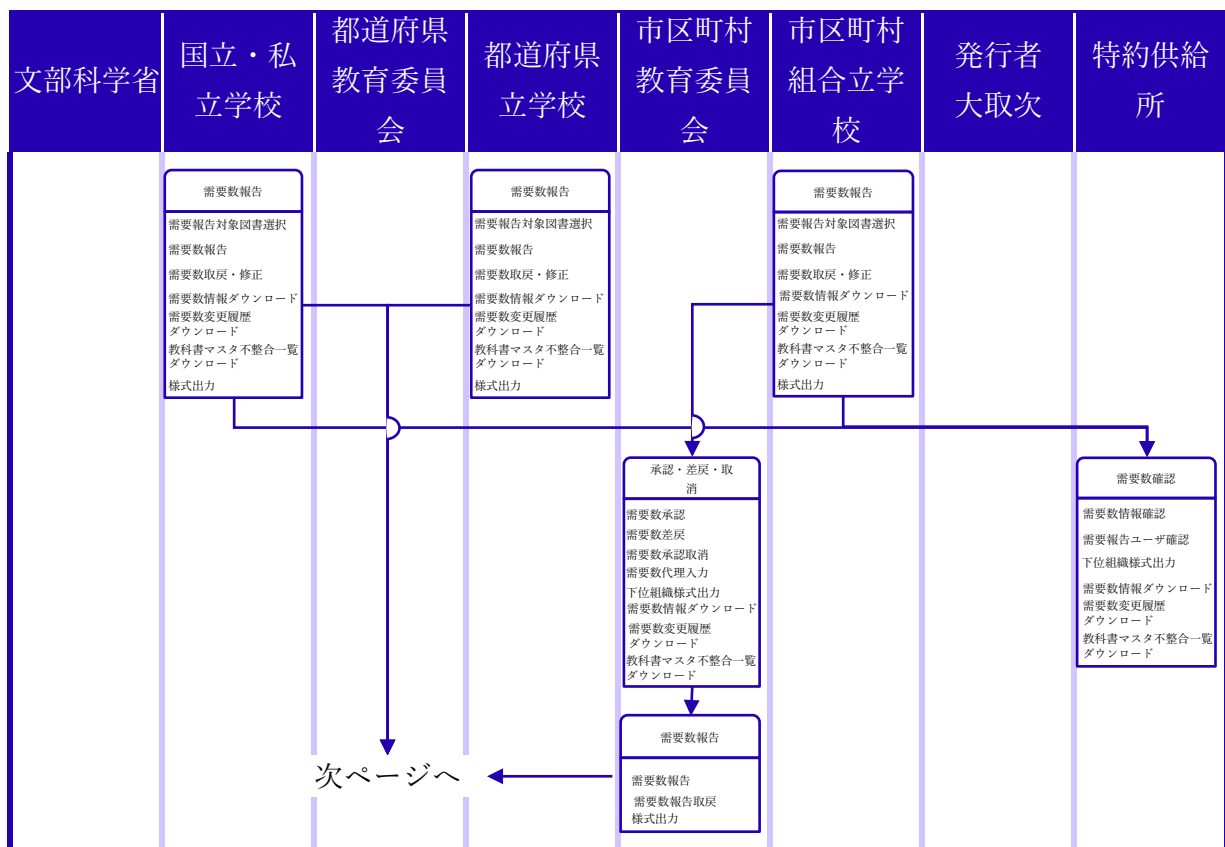 文部科学省
国立・私
立学校
都道府県
教育委員
会
都道府県
立学校
市区町村
教育委員
会
市区町村
組合立学
校
発行者
大取次
特約供給
所
需要数報告
需要報告対象図書選択
需要数報告
需要数取戻・修正
需要数情報ダウンロード
需要数変更履歴
ダウンロード
教科書マスタ不整合一覧
ダウンロード
様式出力
需要数報告
需要報告対象図書選択
需要数報告
需要数取戻・修正
需要数情報ダウンロード
需要数変更履歴
ダウンロード
教科書マスタ不整合一覧
ダウンロード
様式出力
需要数報告
需要報告対象図書選択
需要数報告
需要数取戻・修正
需要数情報ダウンロード
需要数変更履歴
ダウンロード
教科書マスタ不整合一覧
ダウンロード
様式出力
承認・差戻・取
消
需要数承認
需要数差戻
需要数承認取消
需要数代理入力
下位組織様式出力
需要数情報ダウンロード
需要数変更履歴
ダウンロード
教科書マスタ不整合一覧
ダウンロード
需要数確認
需要数情報確認
需要報告ユーザ確認
下位組織様式出力
需要数情報ダウンロード
需要数変更履歴
ダウンロード
教科書マスタ不整合一覧
ダウンロード
需要数報告
需要数報告
需要数報告取戻
様式出力
次ページへ